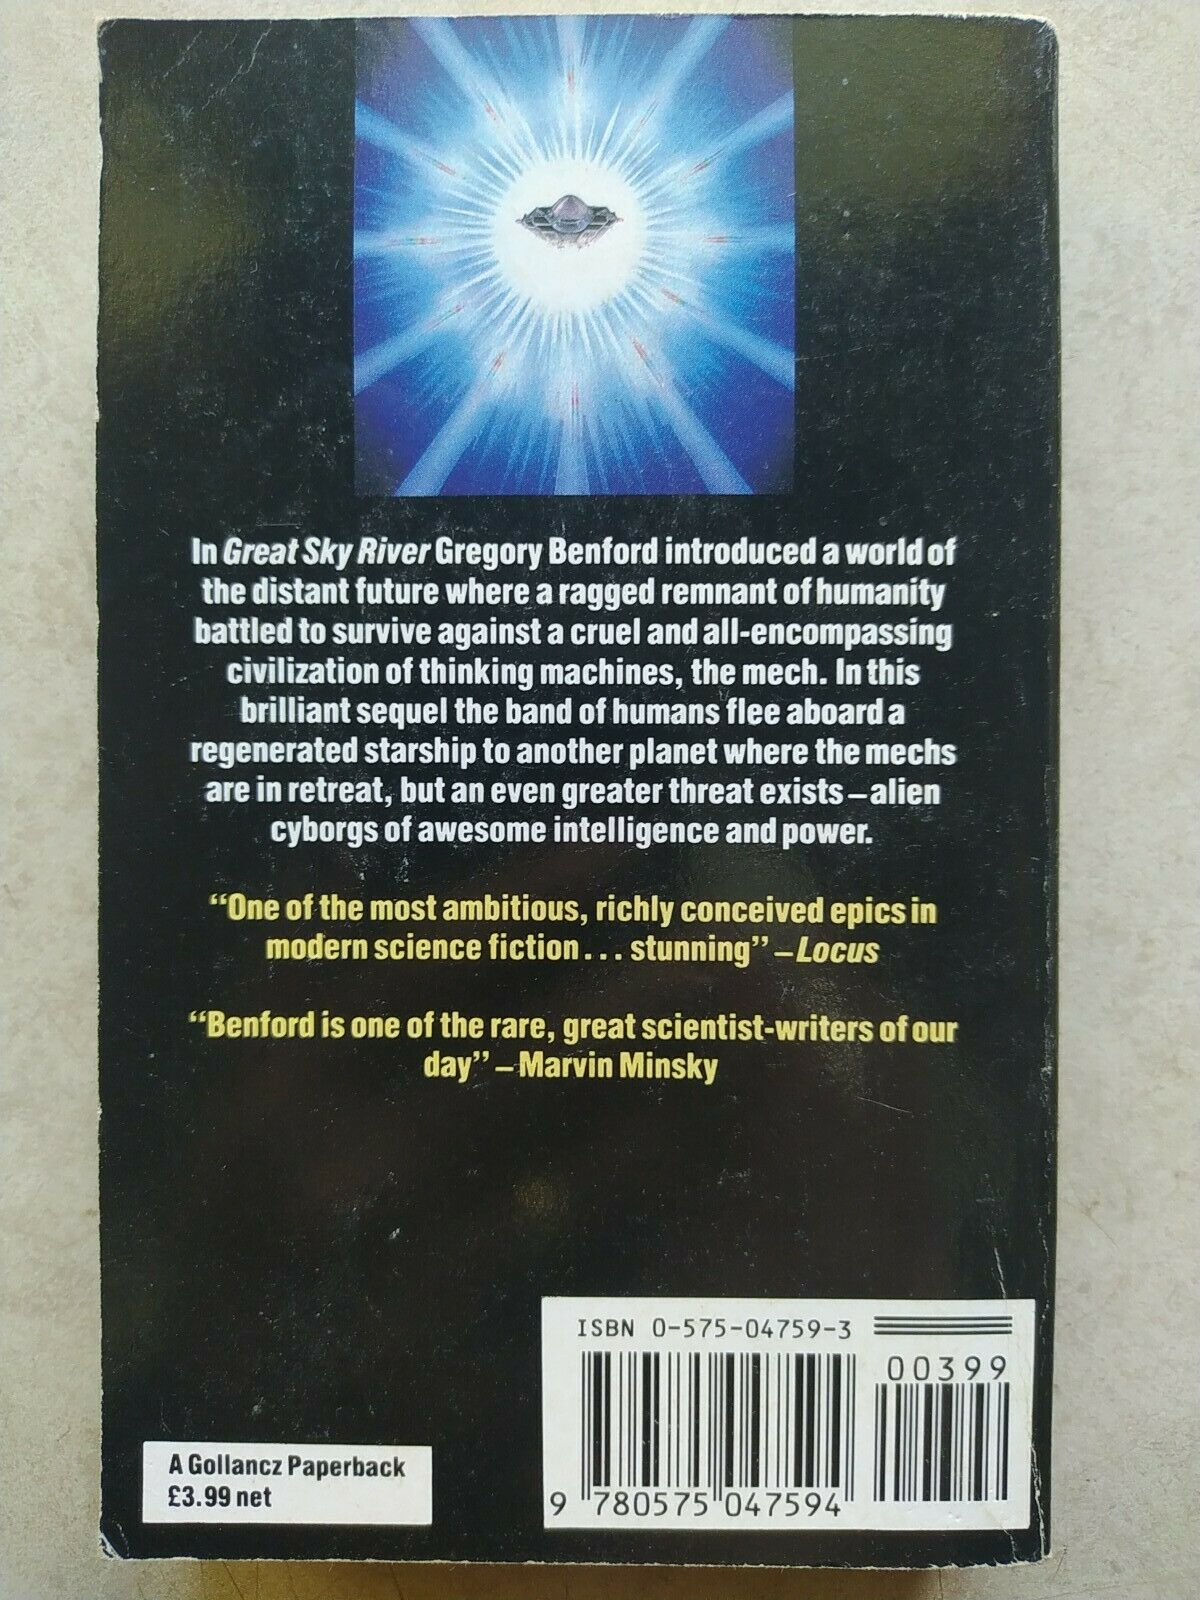 In Great Sky River Gregory Benford introduced a world of
the distant future where a ragged remnant of humanity
battled to survive against a cruel and all-encompassing
civilization of thinking machines, the mech. In this
brilliant sequel the band of humans flee aboard a
regenerated starship to another planet where the mechs
are in retreat, but an even greater threat exists – alien
cyborgs of awesome intelligence and power.
“One of the most ambitious, richly conceived epics in
modern science fiction . . . stunning” – Locus
“Benford is one of the rare, great scientist-writers of our
day” – Marvin Minsky
ISBN 0-575-04759-3
00399
9 780575 047594
A Gollancz Paperback
£3.99 net